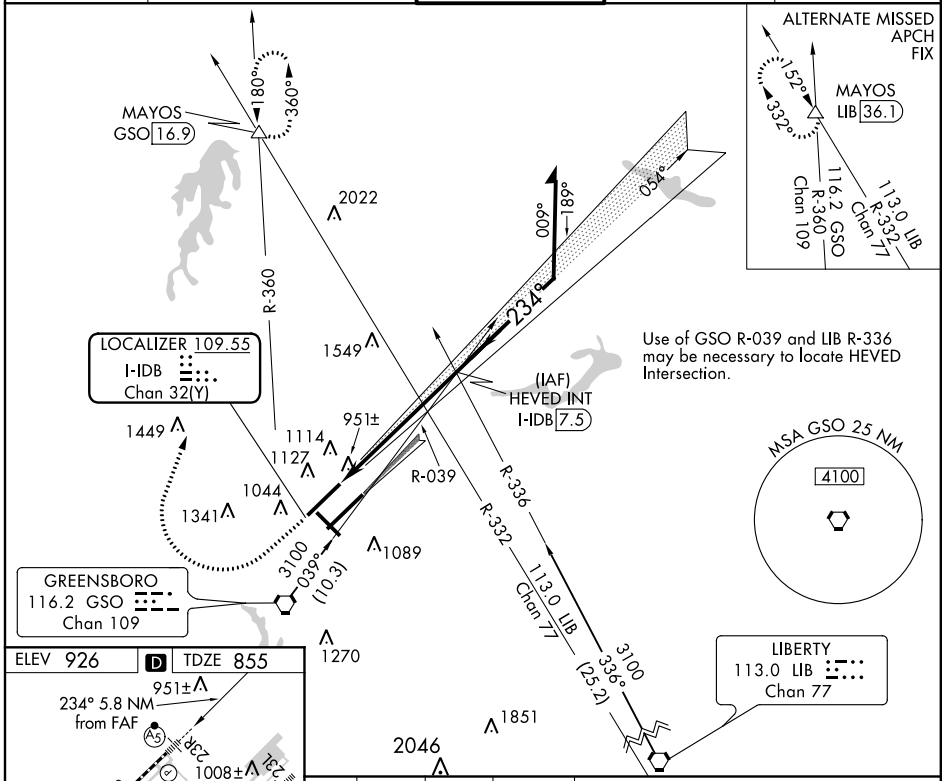 ALTERNATE MISSED
APCH
FIX
152°
332°
MAYOS
LIB 36.1
116.2 GSO
R-360
Chan 109
113.0 LIB
R-332
Chan 77
180°
360°
MAYOS
GSO 16.9
2022
R-360
009°
189°
054°
234°
LOCALIZER 109.55
I-IDB
Chan 32(Y)
1549
Use of GSO R-039 and LIB R-336
may be necessary to locate HEVED
Intersection.
(IAF)
HEVED INT
I-IDB 7.5
1449
951±
1114
1127
1044
1341
R-039
R-336
R-332
MSA GSO 25 NM
4100
1089
3100
039°
(10.3)
GREENSBORO
116.2 GSO
Chan 109
113.0 LIB
Chan 77
3100
336°
(25.2)
1270
LIBERTY
113.0 LIB
Chan 77
1851
2046
ELEV 926
D
TDZE 855
951±
234° 5.8 NM
from FAF
A5
23R
P
1008±
23L